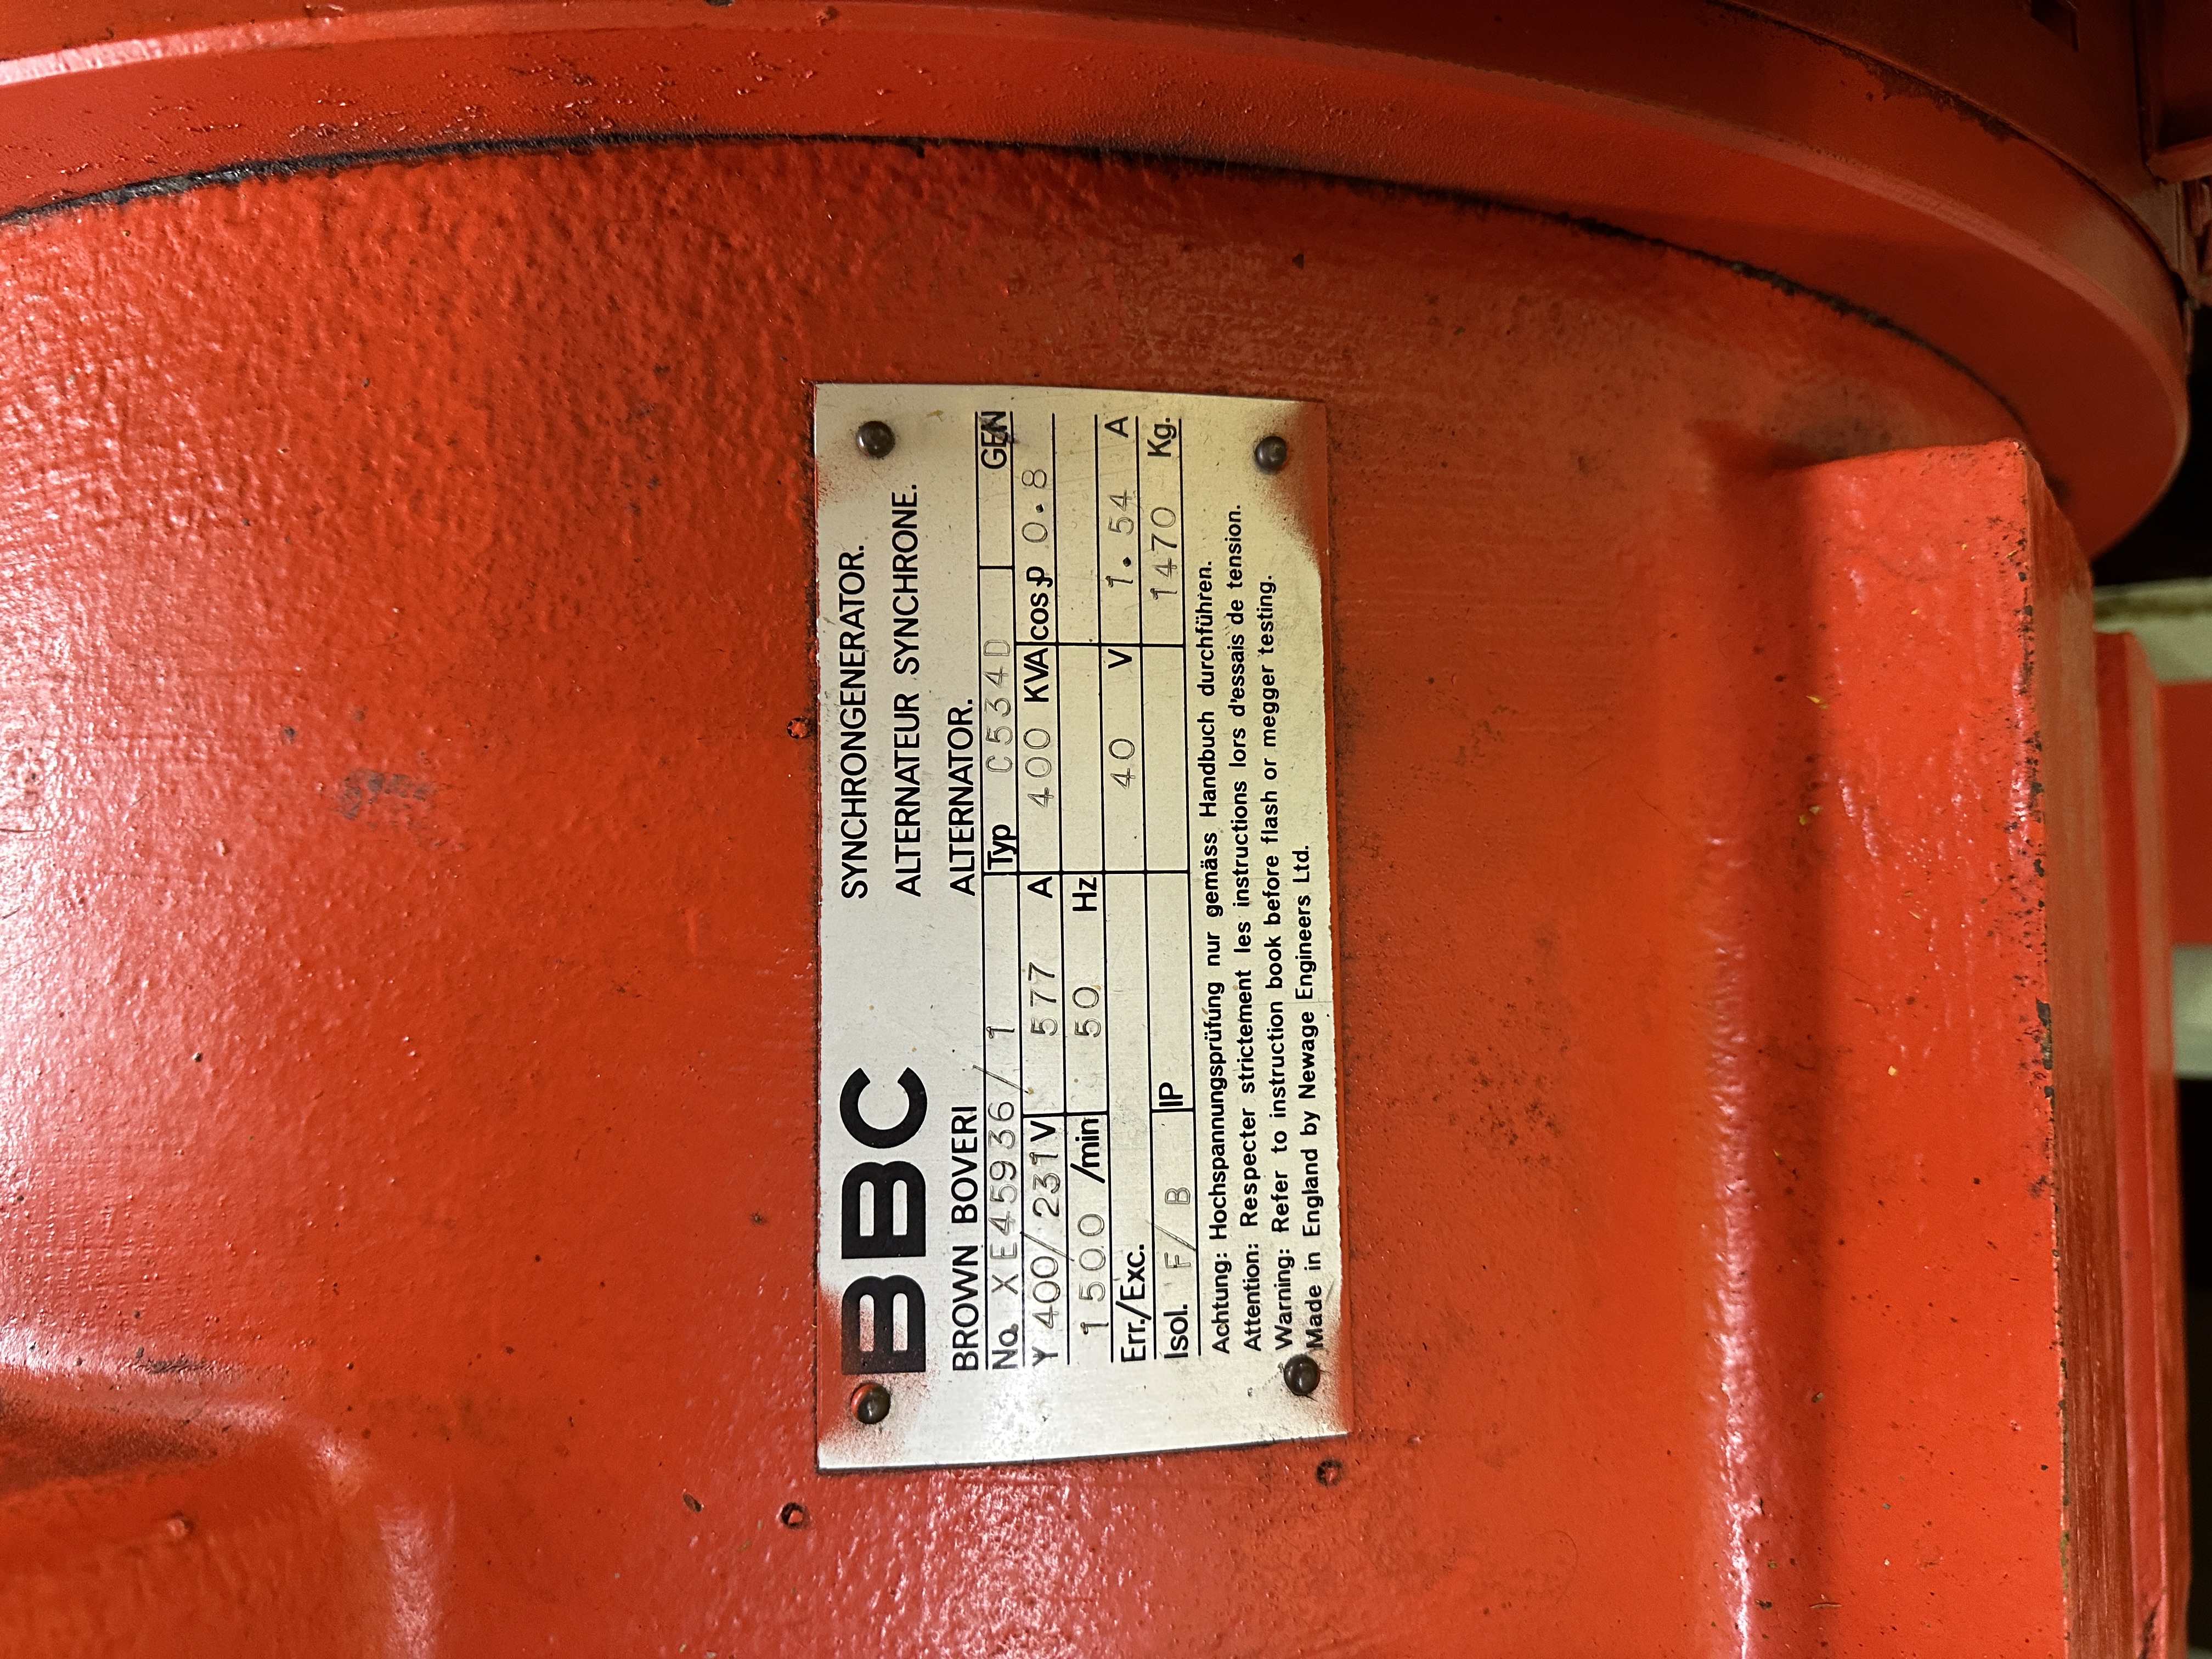 BBC
SYNCHRONGENERATOR.
ALTERNATEUR SYNCHRONE.
BROWN BOVERI ALTERNATOR.
No. XE45936/1 Typ C534D GEN
Y 400/231 V 577 A 400 KVA cos φ 0.8
1500 /min 50 Hz
Err./Exc. 40 V 1.54 A
Isol. F/B IP 1470 Kg.
Achtung: Hochspannungsprüfung nur gemäss Handbuch durchführen.
Attention: Respecter strictement les instructions lors d'essais de tension.
Warning: Refer to instruction book before flash or megger testing.
Made in England by Newage Engineers Ltd.